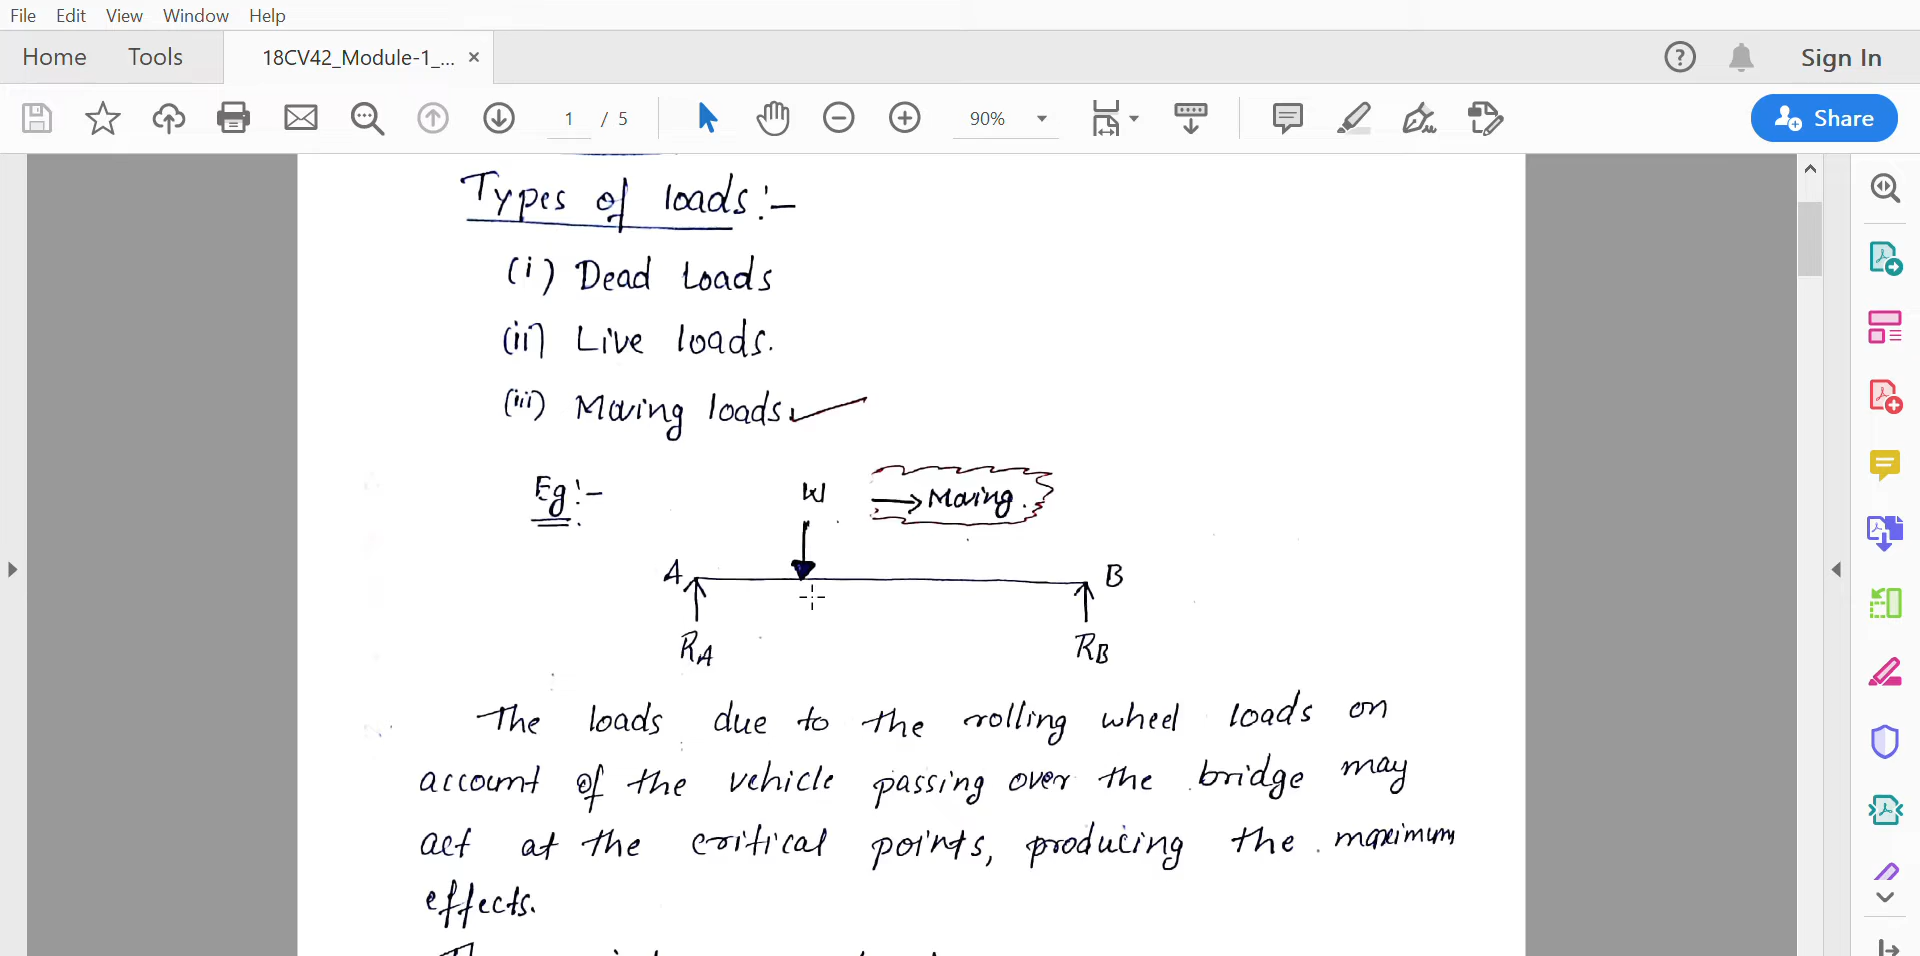 File Edit View Window Help
Home Tools 18CV42_Module-1_... × Sign In
1 / 5 90% Share
Types of loads:-
(i) Dead Loads
(ii) Live loads.
(iii) Moving loads
Eg:- W → Moving.
A B
RA RB
The loads due to the rolling wheel loads on
account of the vehicle passing over the bridge may
act at the critical points, producing the maximum
effects.